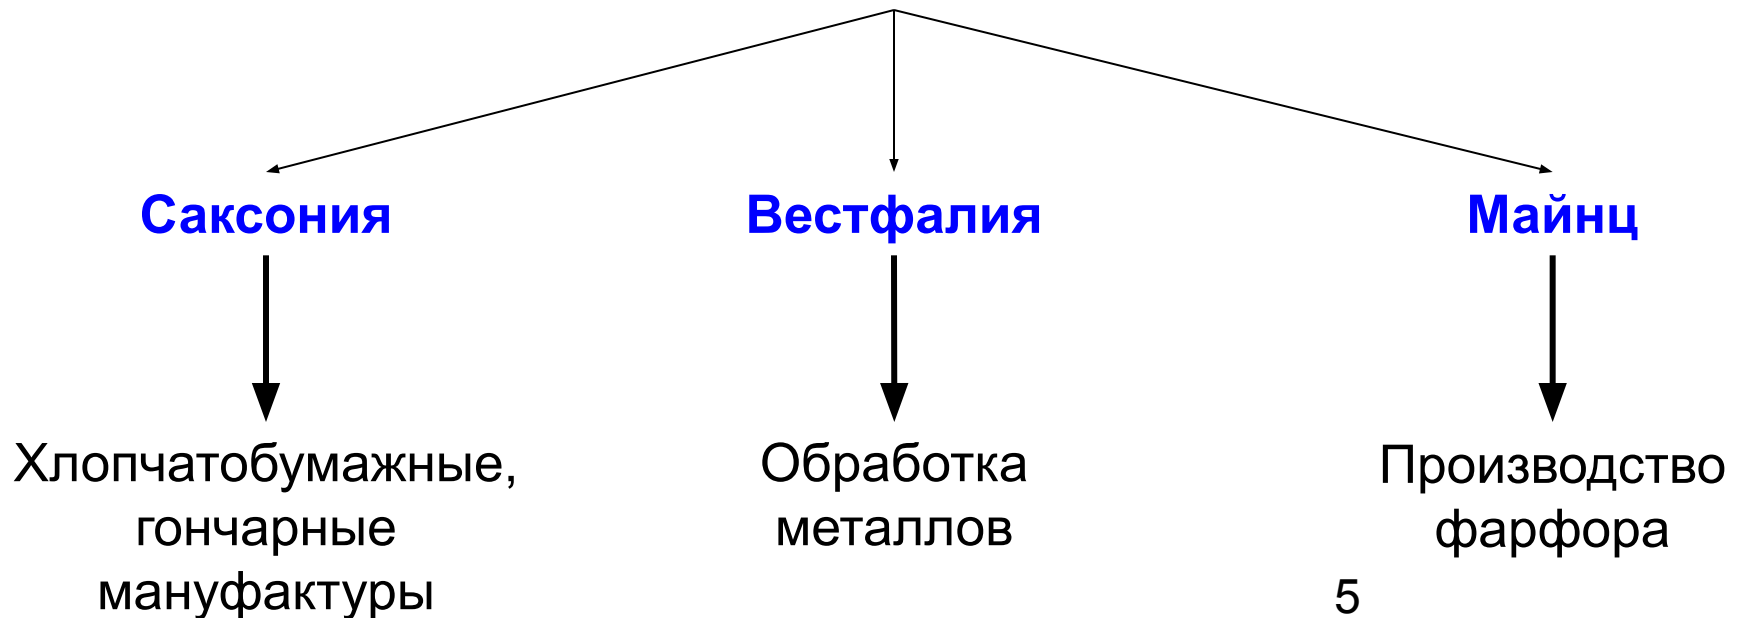 Саксония
Вестфалия
Майнц
Хлопчатобумажные,
гончарные
мануфактуры
Обработка
металлов
Производство
фарфора
5